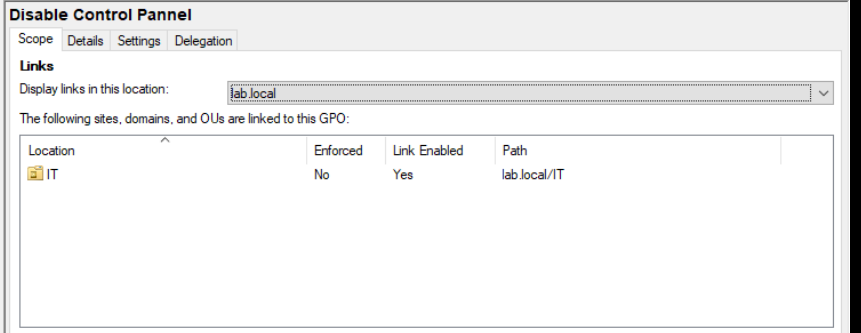 Disable Control Pannel
Scope Details Settings Delegation
Links
Display links in this location: lab.local
The following sites, domains, and OUs are linked to this GPO:
Location Enforced Link Enabled Path
IT No Yes lab.local/IT